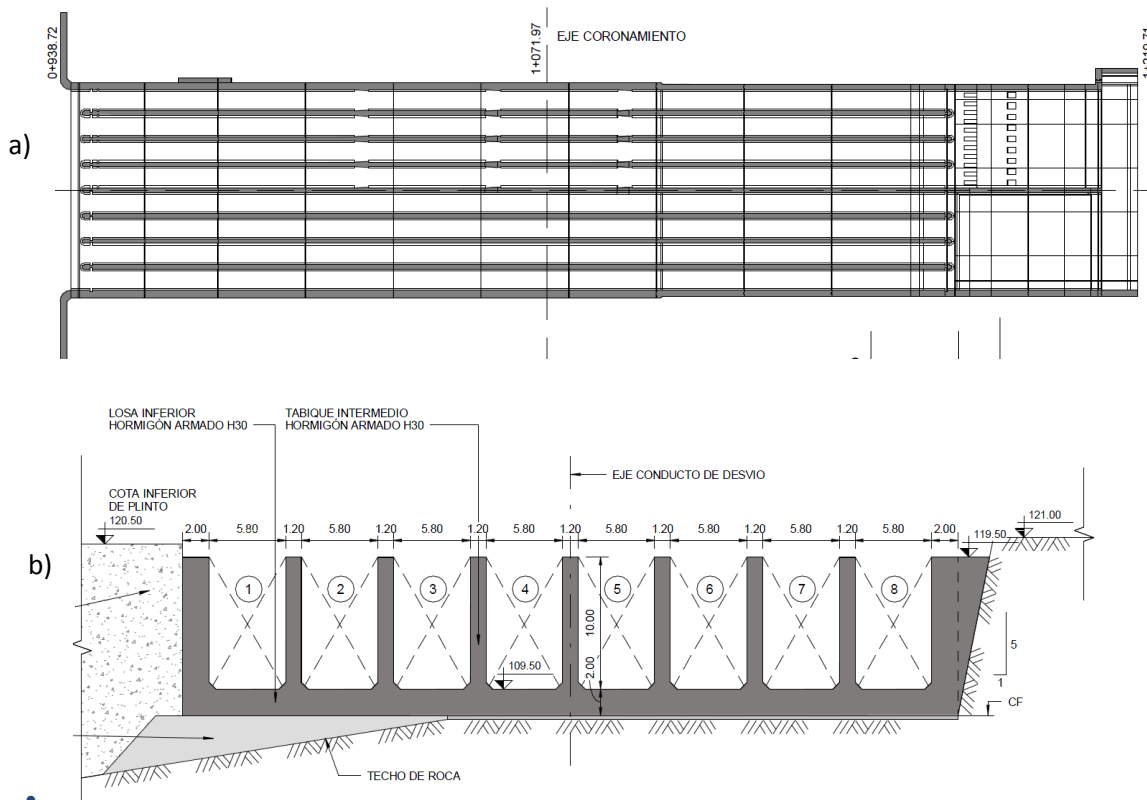 a)
0+938.72
1+071.97
EJE CORONAMIENTO
b)
LOSA INFERIOR
HORMIGÓN ARMADO H30
TABIQUE INTERMEDIO
HORMIGÓN ARMADO H30
EJE CONDUCTO DE DESVIO
COTA INFERIOR
DE PLINTO
120.50
2.00 5.80 1.20 5.80 1.20 5.80 1.20 5.80 1.20 5.80 1.20 5.80 1.20 5.80 1.20 5.80 2.00
119.50
121.00
1 2 3 4 5 6 7 8
10.00
2.00
109.50
5
1
CF
TECHO DE ROCA